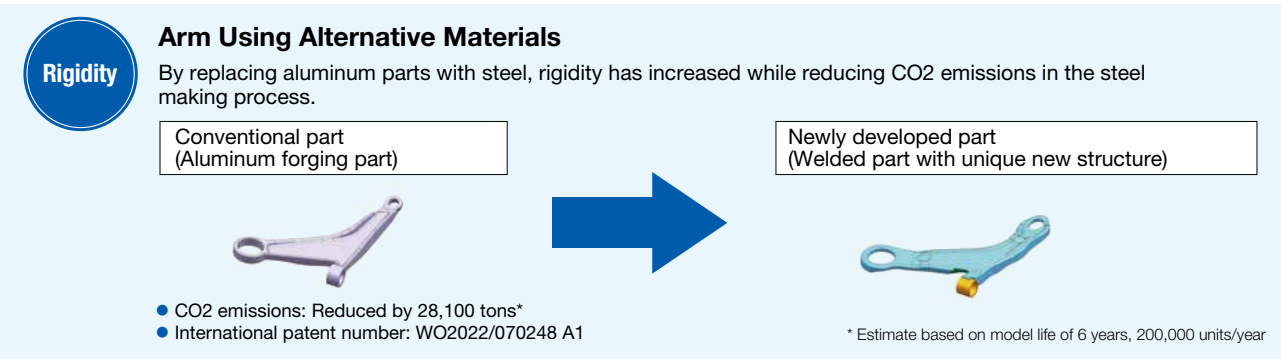 Rigidity
Arm Using Alternative Materials
By replacing aluminum parts with steel, rigidity has increased while reducing CO2 emissions in the steel
making process.
Conventional part
(Aluminum forging part)
Newly developed part
(Welded part with unique new structure)
● CO2 emissions: Reduced by 28,100 tons*
● International patent number: WO2022/070248 A1
* Estimate based on model life of 6 years, 200,000 units/year